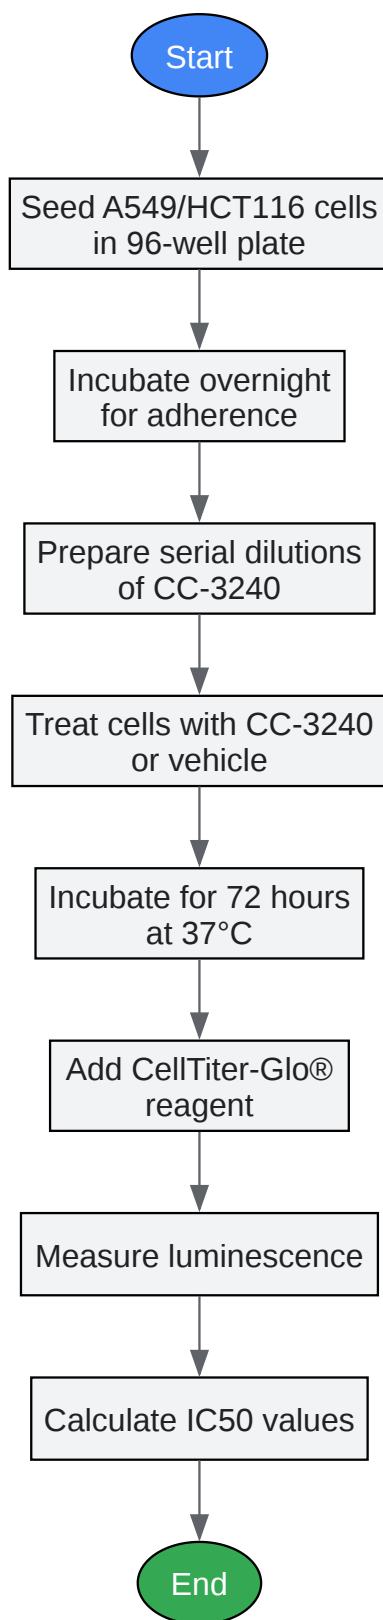 Start
Seed A549/HCT116 cells
in 96-well plate
Incubate overnight
for adherence
Prepare serial dilutions
of CC-3240
Treat cells with CC-3240
or vehicle
Incubate for 72 hours
at 37°C
Add CellTiter-Glo®
reagent
Measure luminescence
Calculate IC50 values
End